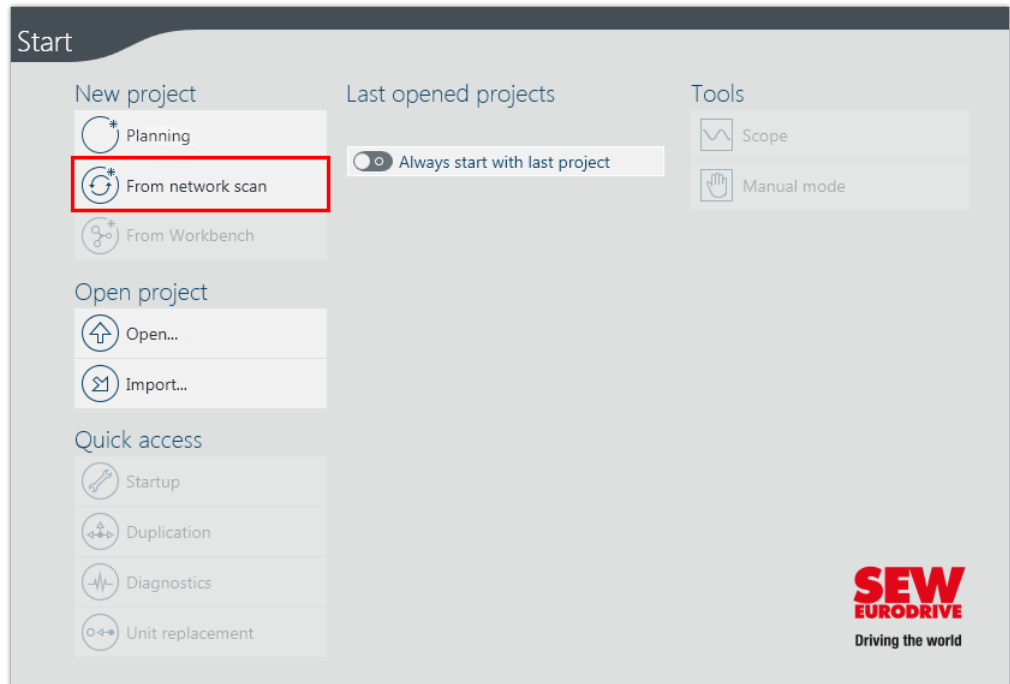 Start
New project
Planning
From network scan
From Workbench
Open project
Open...
Import...
Quick access
Startup
Duplication
Diagnostics
Unit replacement
Last opened projects
Always start with last project
Tools
Scope
Manual mode
SEW
EURODRIVE
Driving the world